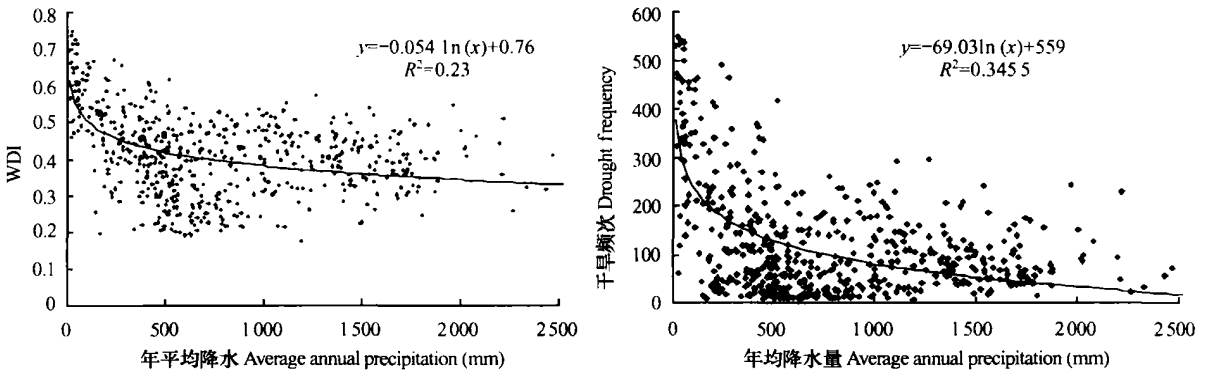 0.8
0.7
0.6
0.5
0.4
0.3
0.2
0.1
0
WDI
y=−0.054 ln (x)+0.76
R²=0.23
0 500 1 000 1 500 2 000 2 500
年平均降水 Average annual precipitation (mm)
600
500
400
300
200
100
0
干旱频次 Drought frequency
y=−69.03ln (x)+559
R²=0.345 5
0 500 1 000 1 500 2 000 2 500
年均降水量 Average annual precipitation (mm)